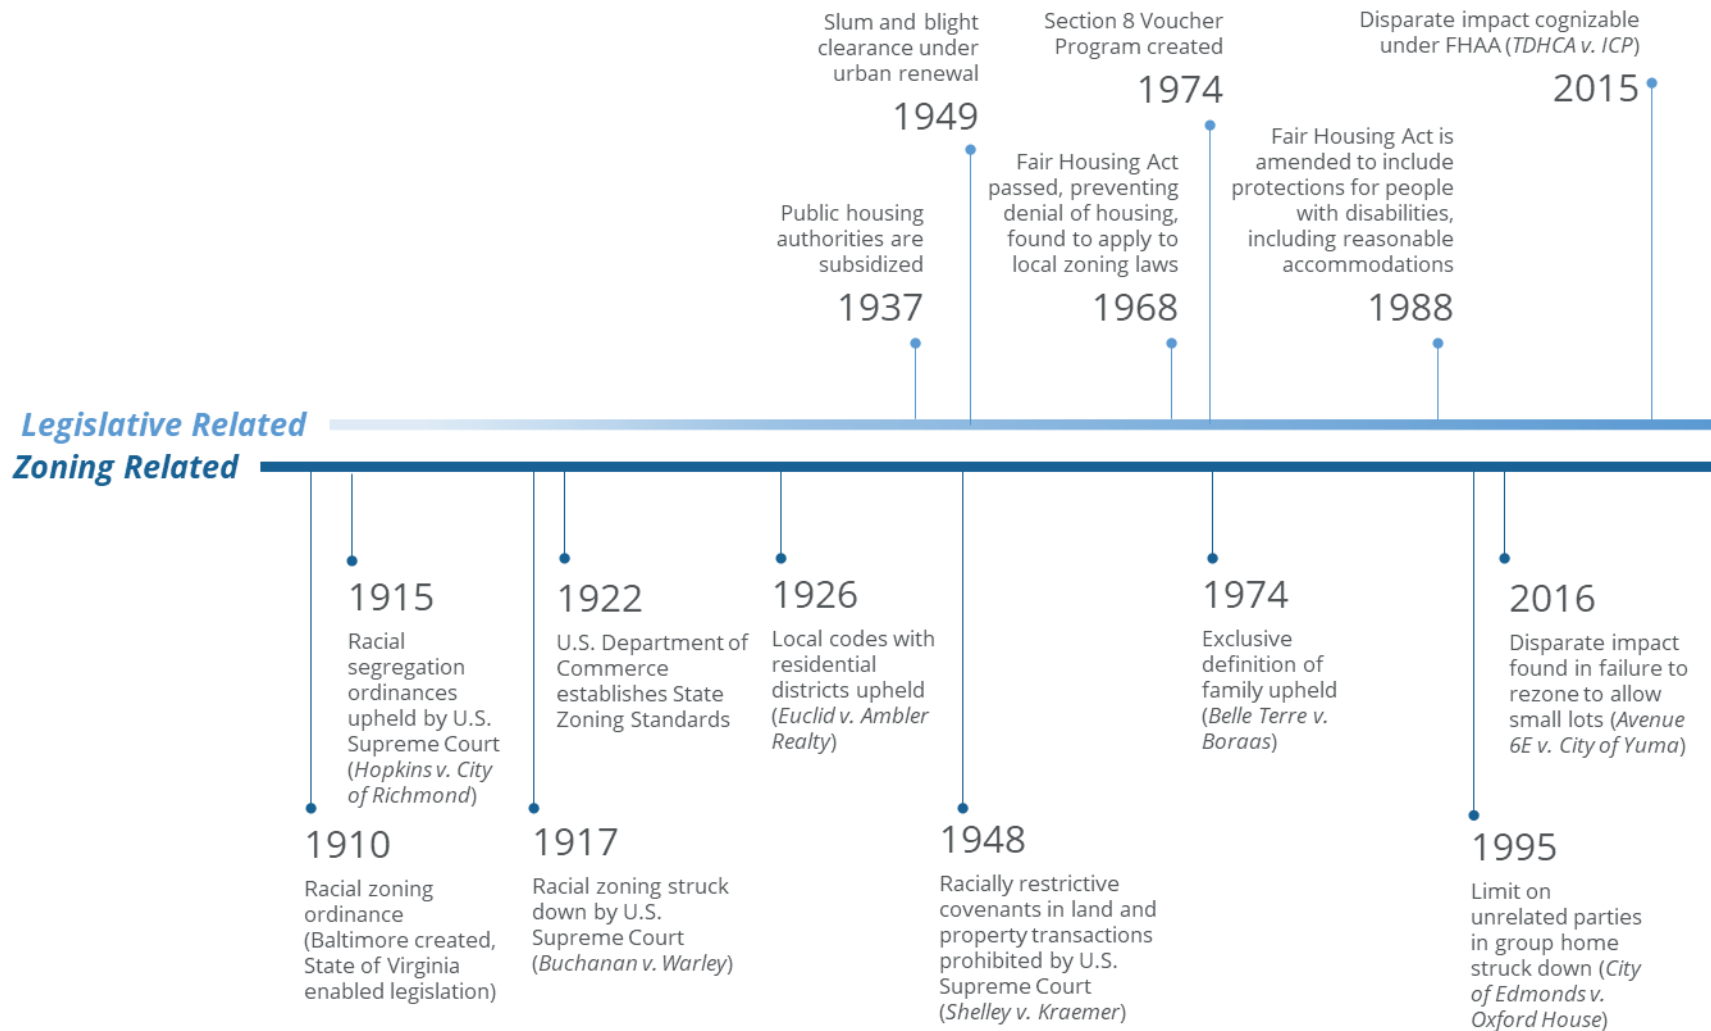 Slum and blight
clearance under
urban renewal
1949
Section 8 Voucher
Program created
1974
Disparate impact cognizable
under FHAA (TDHCA v. ICP)
2015
Public housing
authorities are
subsidized
1937
Fair Housing Act
passed, preventing
denial of housing,
found to apply to
local zoning laws
1968
Fair Housing Act is
amended to include
protections for people
with disabilities,
including reasonable
accommodations
1988
Legislative Related
Zoning Related
1915
Racial
segregation
ordinances
upheld by U.S.
Supreme Court
(Hopkins v. City
of Richmond)
1922
U.S. Department of
Commerce
establishes State
Zoning Standards
1926
Local codes with
residential
districts upheld
(Euclid v. Ambler
Realty)
1974
Exclusive
definition of
family upheld
(Belle Terre v.
Boraas)
2016
Disparate impact
found in failure to
rezone to allow
small lots (Avenue
6E v. City of Yuma)
1910
Racial zoning
ordinance
(Baltimore created,
State of Virginia
enabled legislation)
1917
Racial zoning struck
down by U.S.
Supreme Court
(Buchanan v. Warley)
1948
Racially restrictive
covenants in land and
property transactions
prohibited by U.S.
Supreme Court
(Shelley v. Kraemer)
1995
Limit on
unrelated parties
in group home
struck down (City
of Edmonds v.
Oxford House)